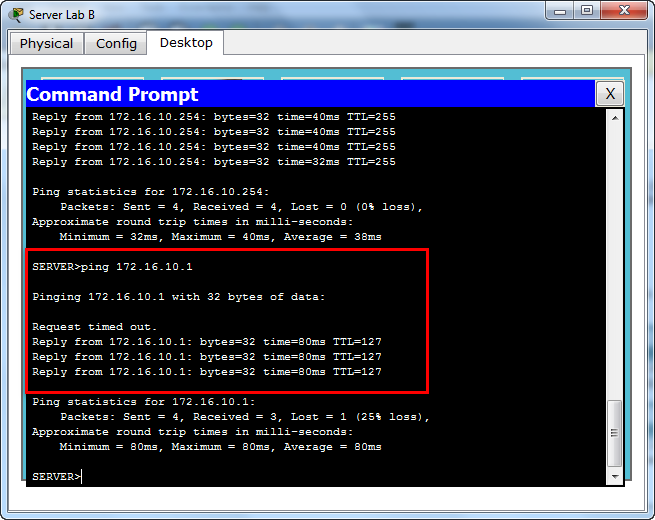 Server Lab B
Physical Config Desktop
Command Prompt X
Reply from 172.16.10.254: bytes=32 time=40ms TTL=255
Reply from 172.16.10.254: bytes=32 time=40ms TTL=255
Reply from 172.16.10.254: bytes=32 time=40ms TTL=255
Reply from 172.16.10.254: bytes=32 time=32ms TTL=255
Ping statistics for 172.16.10.254:
Packets: Sent = 4, Received = 4, Lost = 0 (0% loss),
Approximate round trip times in milli-seconds:
Minimum = 32ms, Maximum = 40ms, Average = 38ms
SERVER>ping 172.16.10.1
Pinging 172.16.10.1 with 32 bytes of data:
Request timed out.
Reply from 172.16.10.1: bytes=32 time=80ms TTL=127
Reply from 172.16.10.1: bytes=32 time=80ms TTL=127
Reply from 172.16.10.1: bytes=32 time=80ms TTL=127
Ping statistics for 172.16.10.1:
Packets: Sent = 4, Received = 3, Lost = 1 (25% loss),
Approximate round trip times in milli-seconds:
Minimum = 80ms, Maximum = 80ms, Average = 80ms
SERVER>